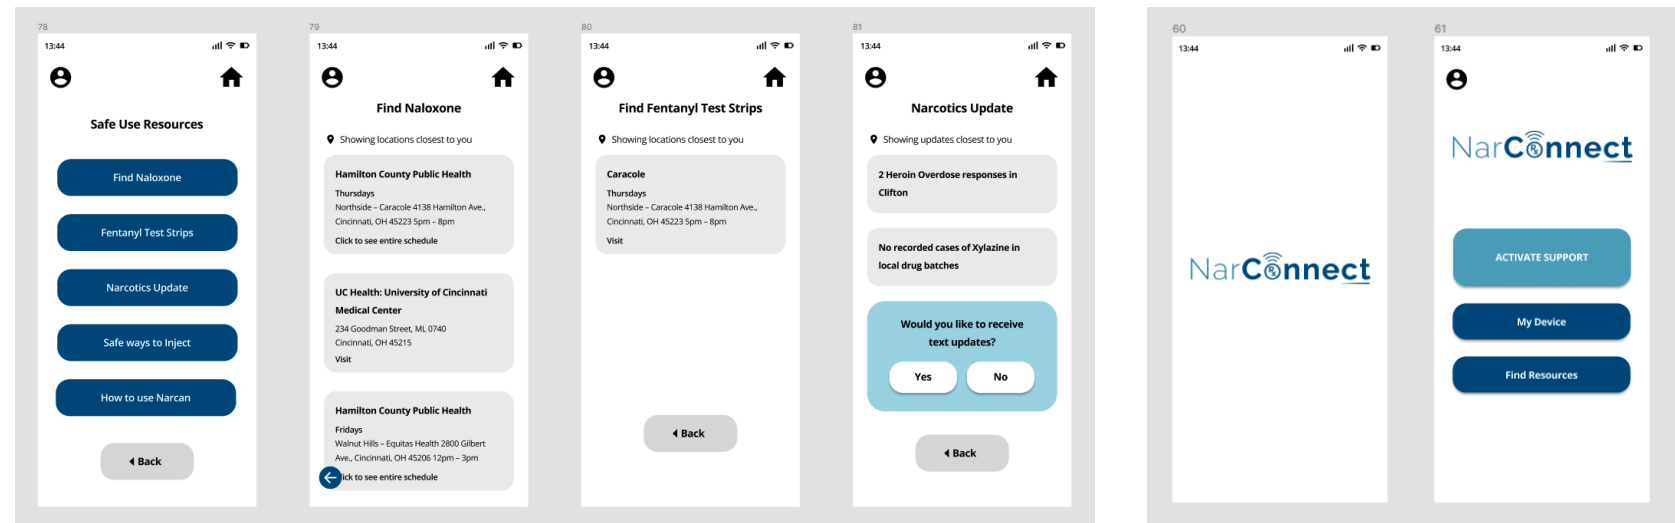 78
13:44
Safe Use Resources
Find Naloxone
Fentanyl Test Strips
Narcotics Update
Safe ways to Inject
How to use Narcan
Back
79
13:44
Find Naloxone
Showing locations closest to you
Hamilton County Public Health
Thursdays
Northside – Caracole 4138 Hamilton Ave.,
Cincinnati, OH 45223 5pm – 8pm
Click to see entire schedule
UC Health: University of Cincinnati
Medical Center
234 Goodman Street, ML 0740
Cincinnati, OH 45215
Visit
Hamilton County Public Health
Fridays
Walnut Hills – Equitas Health 2800 Gilbert
Ave., Cincinnati, OH 45206 12pm – 3pm
lick to see entire schedule
80
13:44
Find Fentanyl Test Strips
Showing locations closest to you
Caracole
Thursdays
Northside – Caracole 4138 Hamilton Ave.,
Cincinnati, OH 45223 5pm – 8pm
Visit
Back
81
13:44
Narcotics Update
Showing updates closest to you
2 Heroin Overdose responses in
Clifton
No recorded cases of Xylazine in
local drug batches
Would you like to receive
text updates?
Yes No
Back
60
13:44
NarConnect
61
13:44
NarConnect
ACTIVATE SUPPORT
My Device
Find Resources